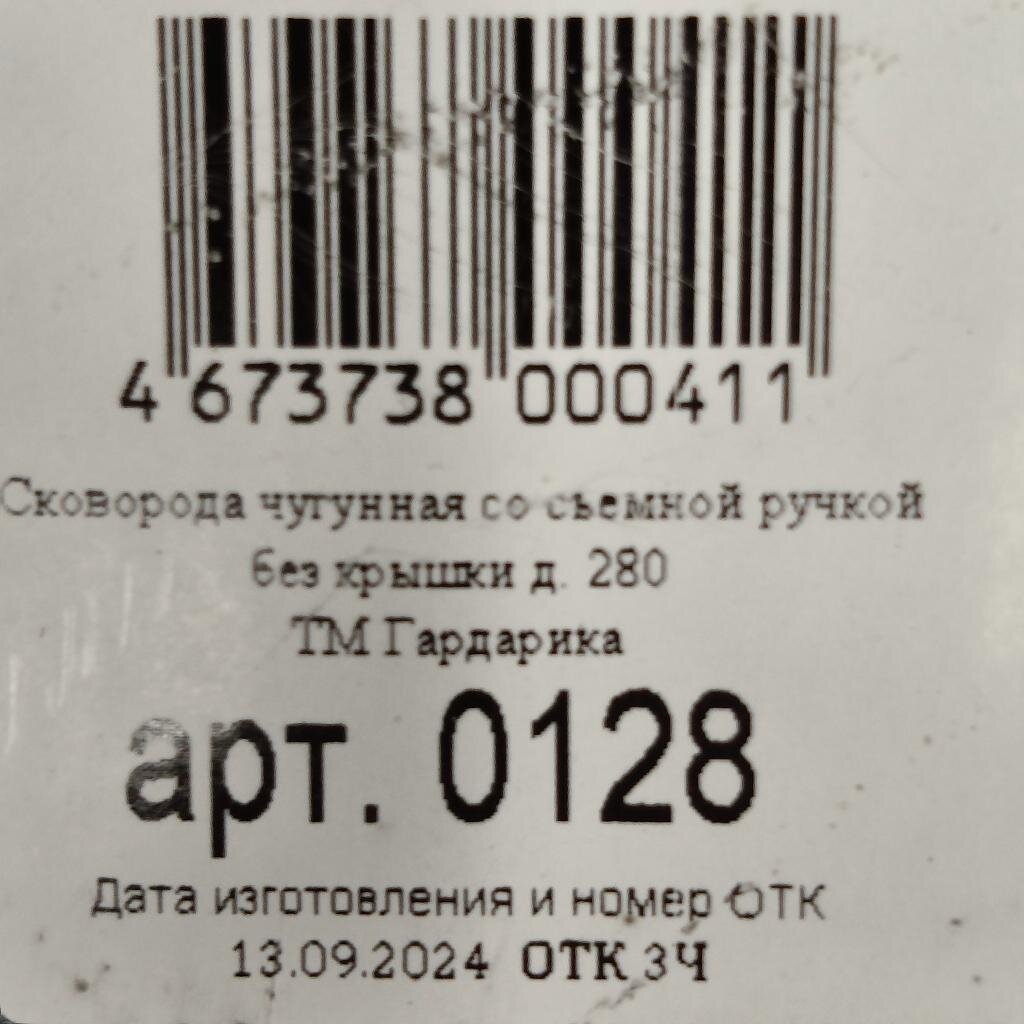 4 673738 000411
Сковорода чугунная со съемной ручкой
без крышки д. 280
ТМ Гардарика
арт. 0128
Дата изготовления и номер ОТК
13.09.2024 ОТК 3Ч